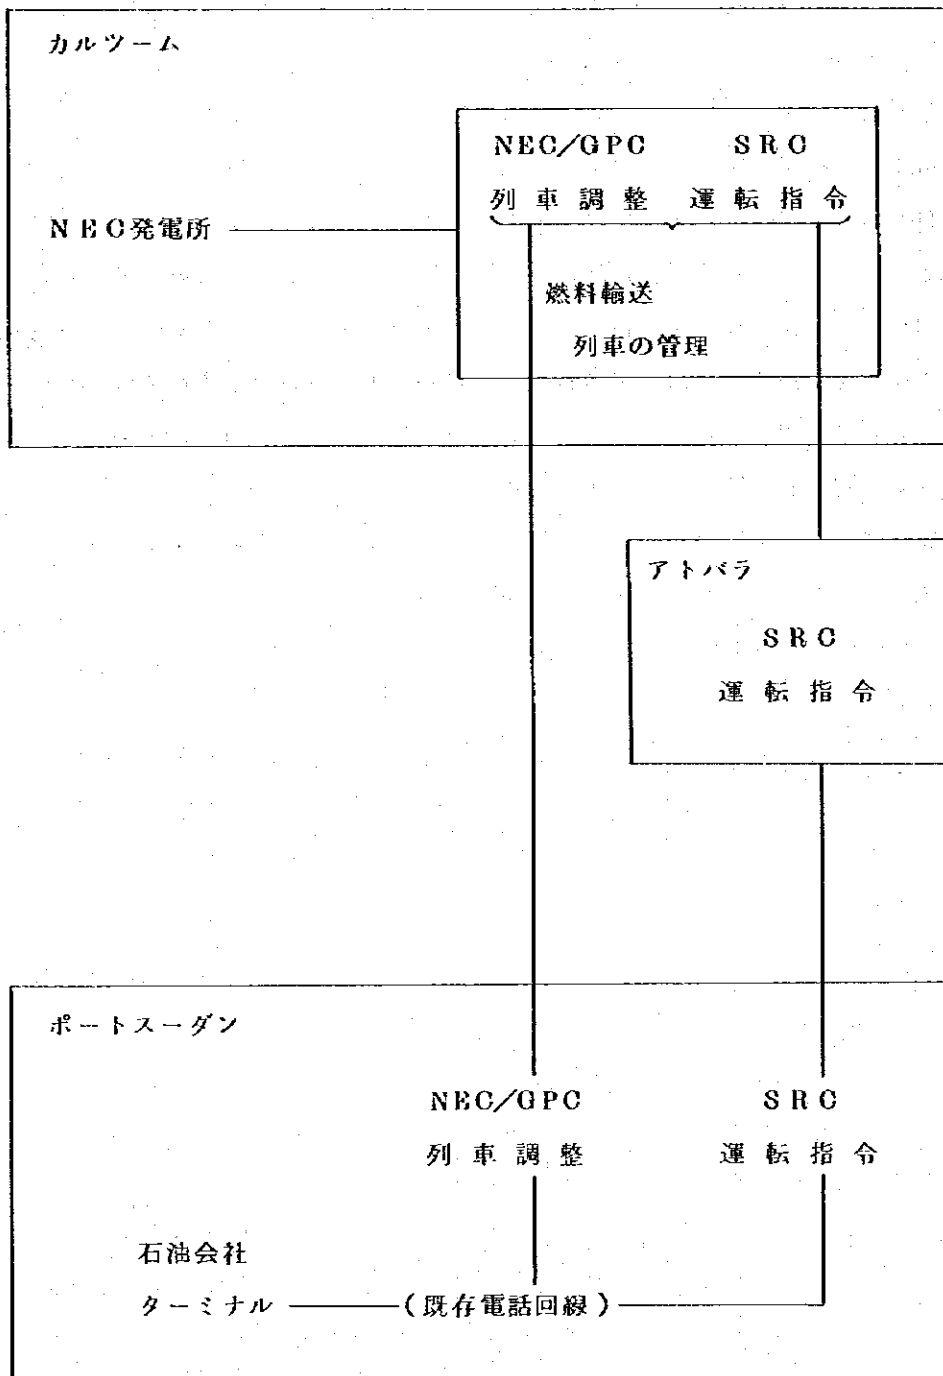 カルツーム
NEC/GPC SRC
列車調整 運転指令
NEC発電所
燃料輸送
列車の管理
アトバラ
SRC
運転指令
ポートスーダン
NEC/GPC SRC
列車調整 運転指令
石油会社
ターミナル (既存電話回線)